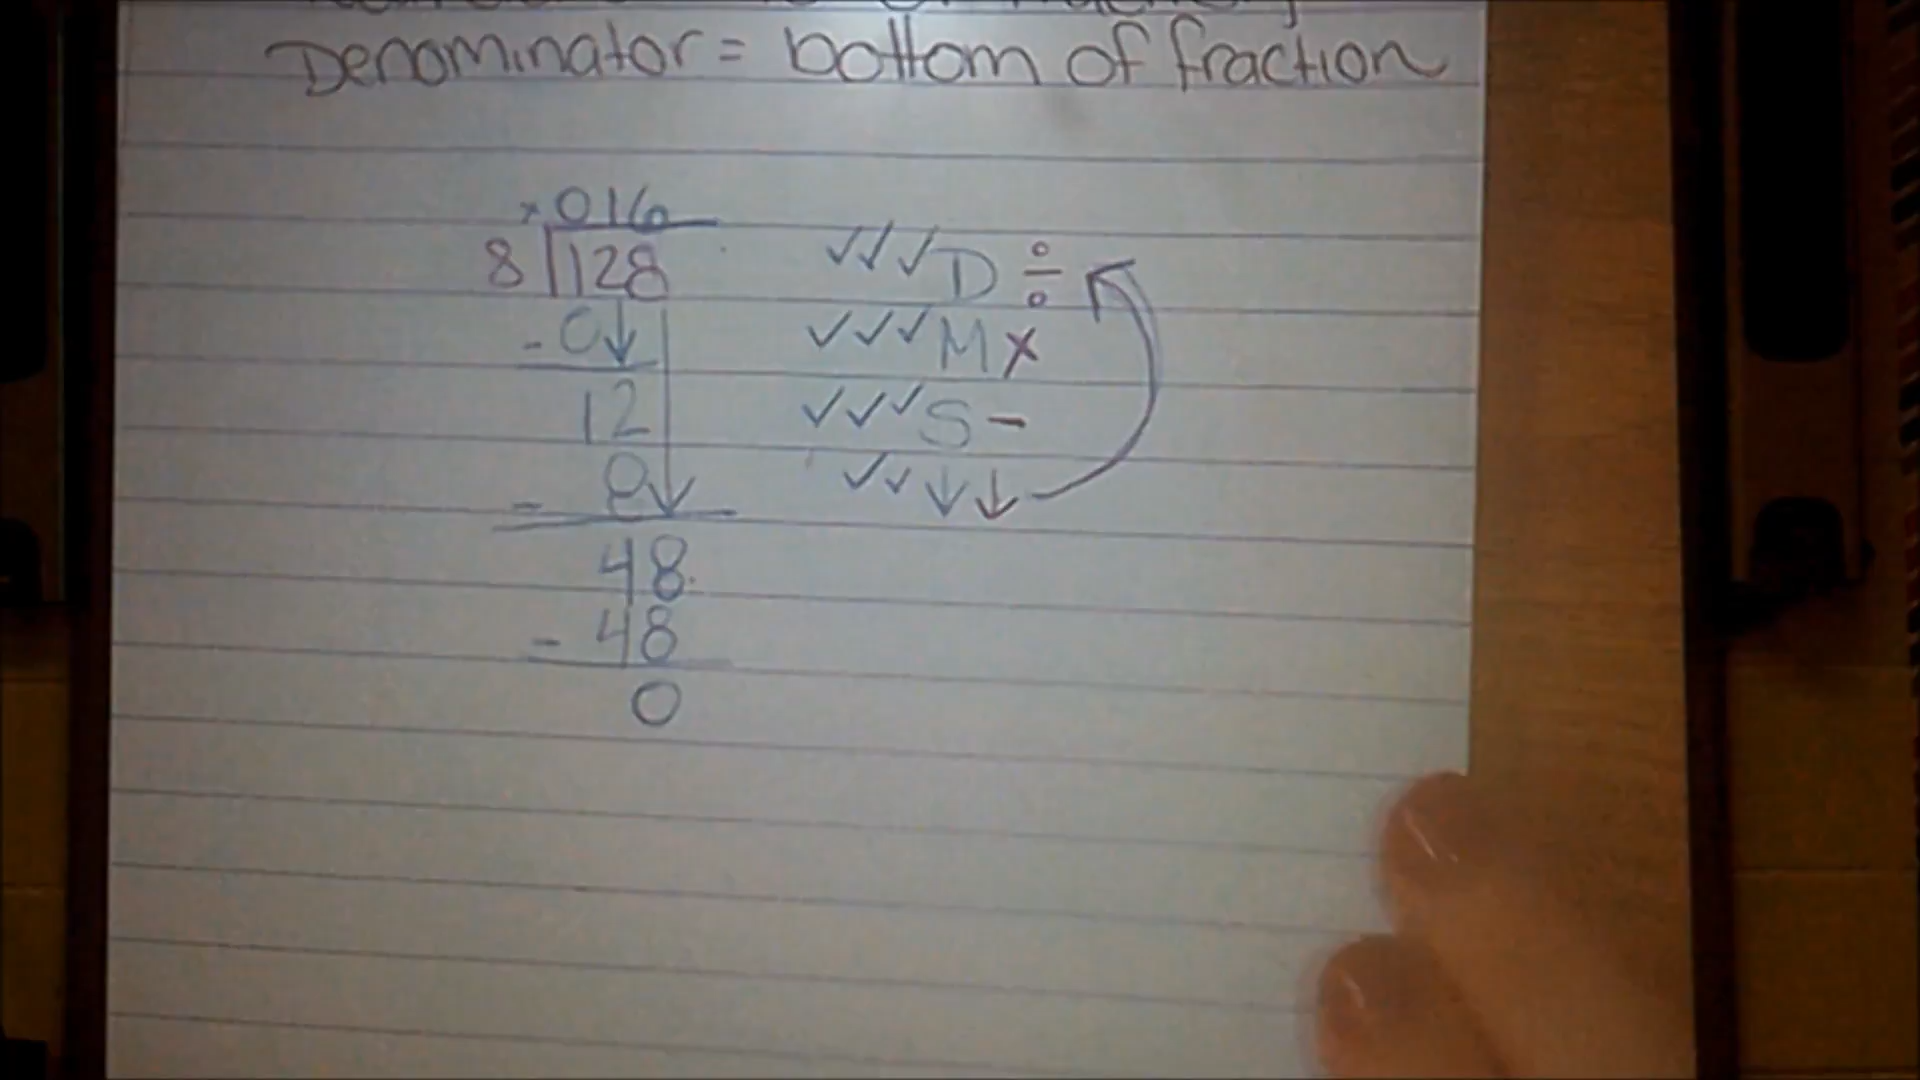 Denominator = bottom of fraction
× 016
8 128 ✓✓✓ D ÷
- 0↓ ✓✓✓ M ×
12 ✓✓✓ S -
- 8↓ ✓✓ ↓ ↓
48
- 48
0